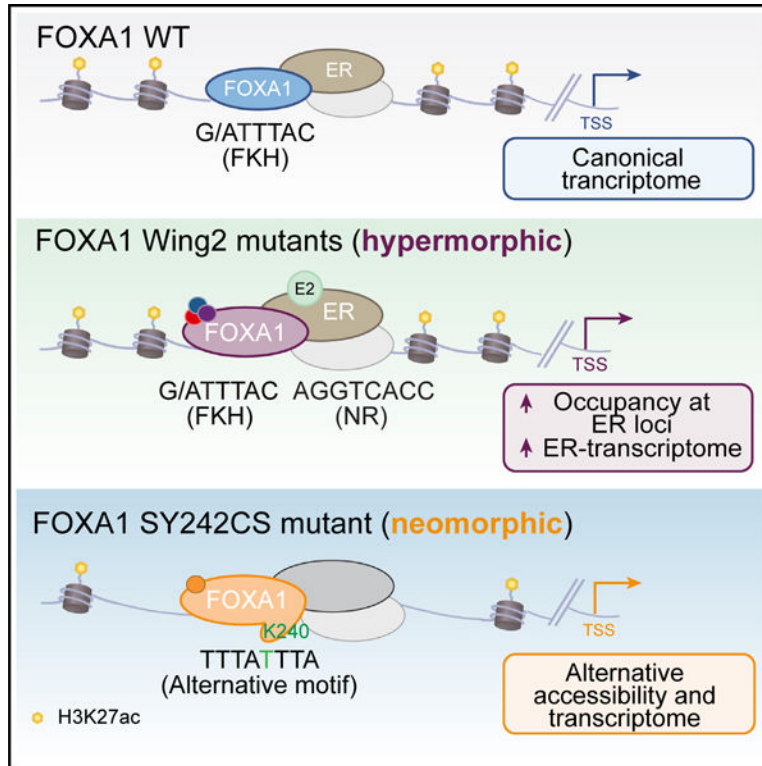 FOXA1 WT
FOXA1
ER
G/ATTTAC
(FKH)
TSS
Canonical
trancriptome
FOXA1 Wing2 mutants (hypermorphic)
E2
ER
FOXA1
G/ATTTAC AGGTCACC
(FKH) (NR)
TSS
Occupancy at
ER loci
ER-transcriptome
FOXA1 SY242CS mutant (neomorphic)
FOXA1
K240
TTTATTTA
(Alternative motif)
TSS
Alternative
accessibility and
transcriptome
H3K27ac